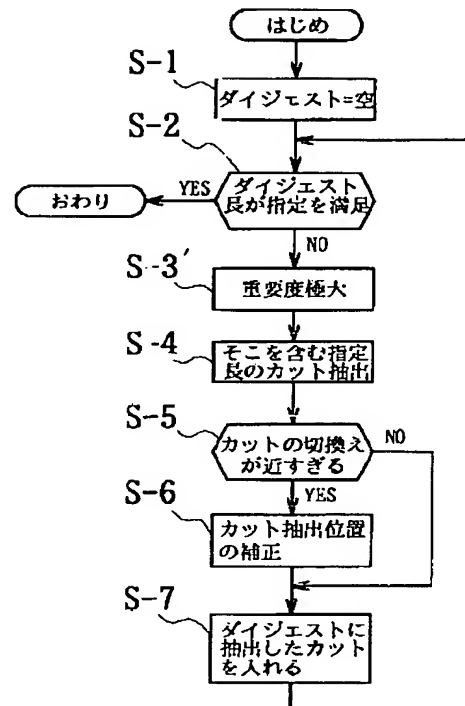 はじめ
S-1
ダイジェスト=空
S-2
ダイジェスト
長が指定を満足
YES
おわり
NO
S-3′
重要度極大
S-4
そこを含む指定
長のカット抽出
S-5
カットの切換え
が近すぎる
NO
YES
S-6
カット抽出位置
の補正
S-7
ダイジェストに
抽出したカット
を入れる